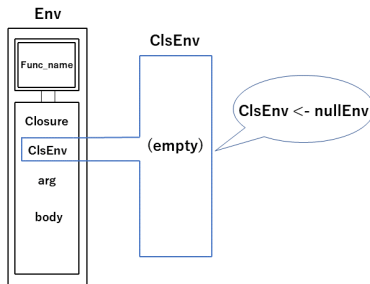 Env
Func_name
Closure
ClsEnv
arg
body
ClsEnv
(empty)
ClsEnv <- nullEnv